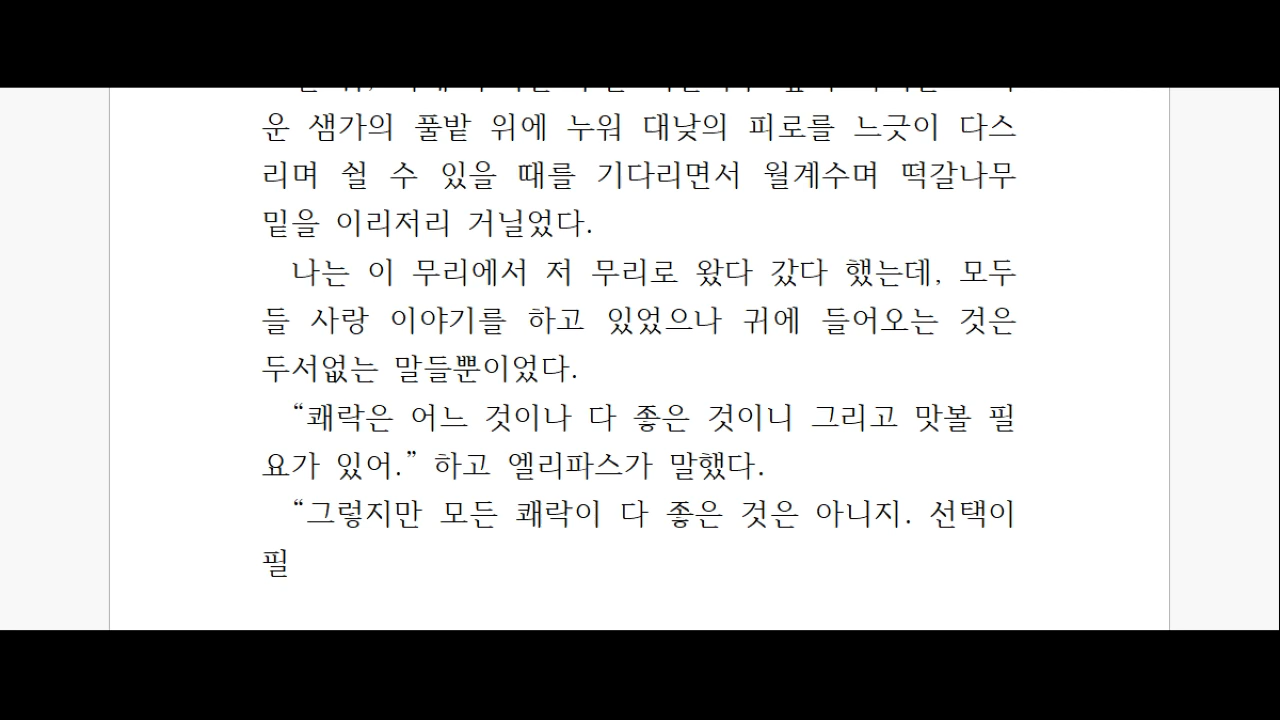 운 샘가의 풀밭 위에 누워 대낮의 피로를 느긋이 다스
리며 쉴 수 있을 때를 기다리면서 월계수며 떡갈나무
밑을 이리저리 거닐었다.
나는 이 무리에서 저 무리로 왔다 갔다 했는데, 모두
들 사랑 이야기를 하고 있었으나 귀에 들어오는 것은
두서없는 말들뿐이었다.
“쾌락은 어느 것이나 다 좋은 것이니 그리고 맛볼 필
요가 있어.” 하고 엘리파스가 말했다.
“그렇지만 모든 쾌락이 다 좋은 것은 아니지. 선택이
필